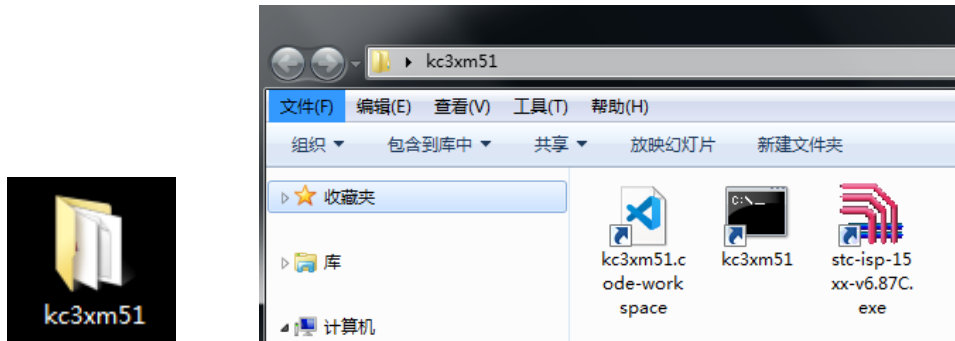 kc3xm51
kc3xm51
文件(F) 编辑(E) 查看(V) 工具(T) 帮助(H)
组织 包含到库中 共享 放映幻灯片 新建文件夹
收藏夹
库
计算机
kc3xm51.c
ode-work
space
C:\_
kc3xm51
stc-isp-15
xx-v6.87C.
exe